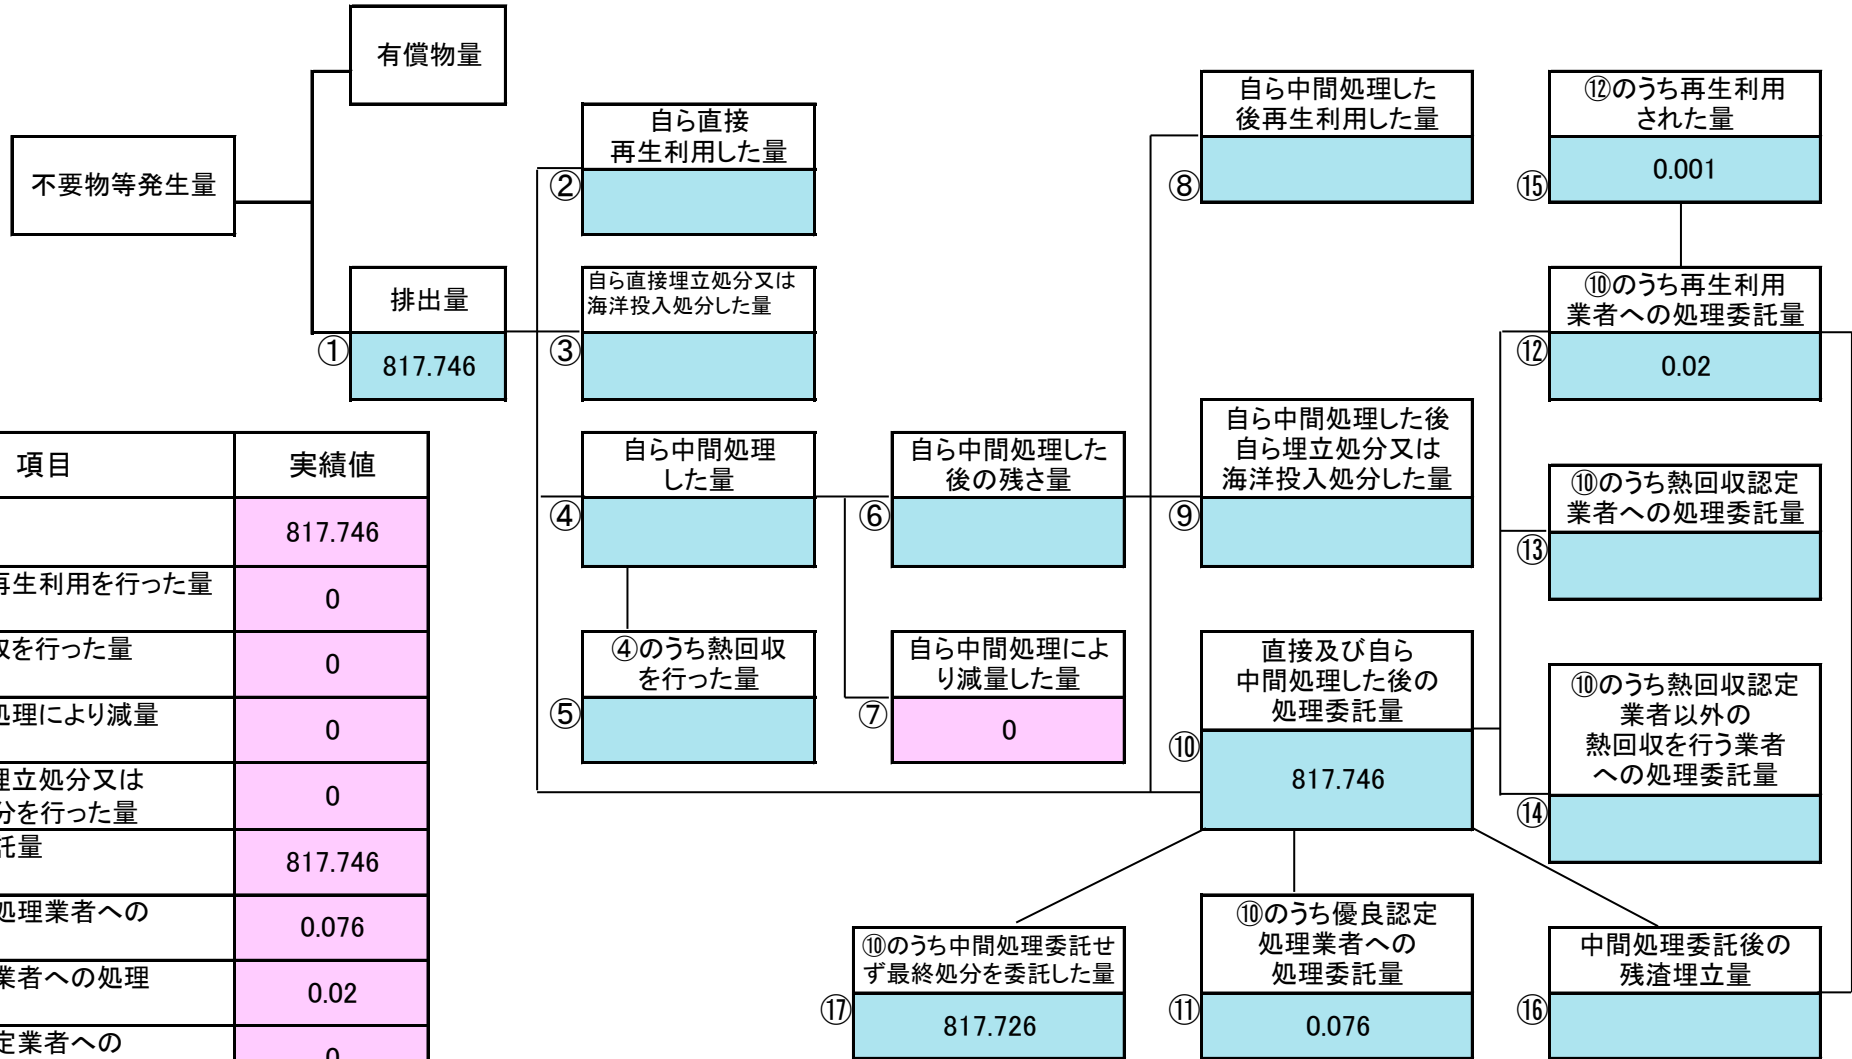 有償物量
不要物等発生量
排出量
①
817.746
自ら直接
再生利用した量
②
自ら直接埋立処分又は
海洋投入処分した量
③
自ら中間処理
した量
④
④のうち熱回収
を行った量
⑤
自ら中間処理した
後の残さ量
⑥
自ら中間処理によ
り減量した量
⑦
0
自ら中間処理した
後再生利用した量
⑧
自ら中間処理した後
自ら埋立処分又は
海洋投入処分した量
⑨
直接及び自ら
中間処理した後の
処理委託量
⑩
817.746
⑫のうち再生利用
された量
⑮
0.001
⑩のうち再生利用
業者への処理委託量
⑫
0.02
⑩のうち熱回収認定
業者への処理委託量
⑬
⑩のうち熱回収認定
業者以外の
熱回収を行う業者
への処理委託量
⑭
⑩のうち中間処理委託せ
ず最終処分を委託した量
⑰
817.726
⑩のうち優良認定
処理業者への
処理委託量
⑪
0.076
中間処理委託後の
残渣埋立量
⑯
項目 実績値
817.746
再生利用を行った量 0
を行った量 0
処理により減量 0
埋立処分又は
分を行った量 0
託量 817.746
処理業者への 0.076
業者への処理 0.02
定業者への 0